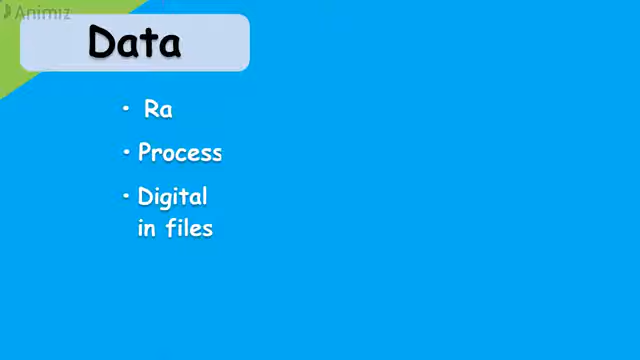 Animiz
Data
• Ra
• Process
• Digital
in files